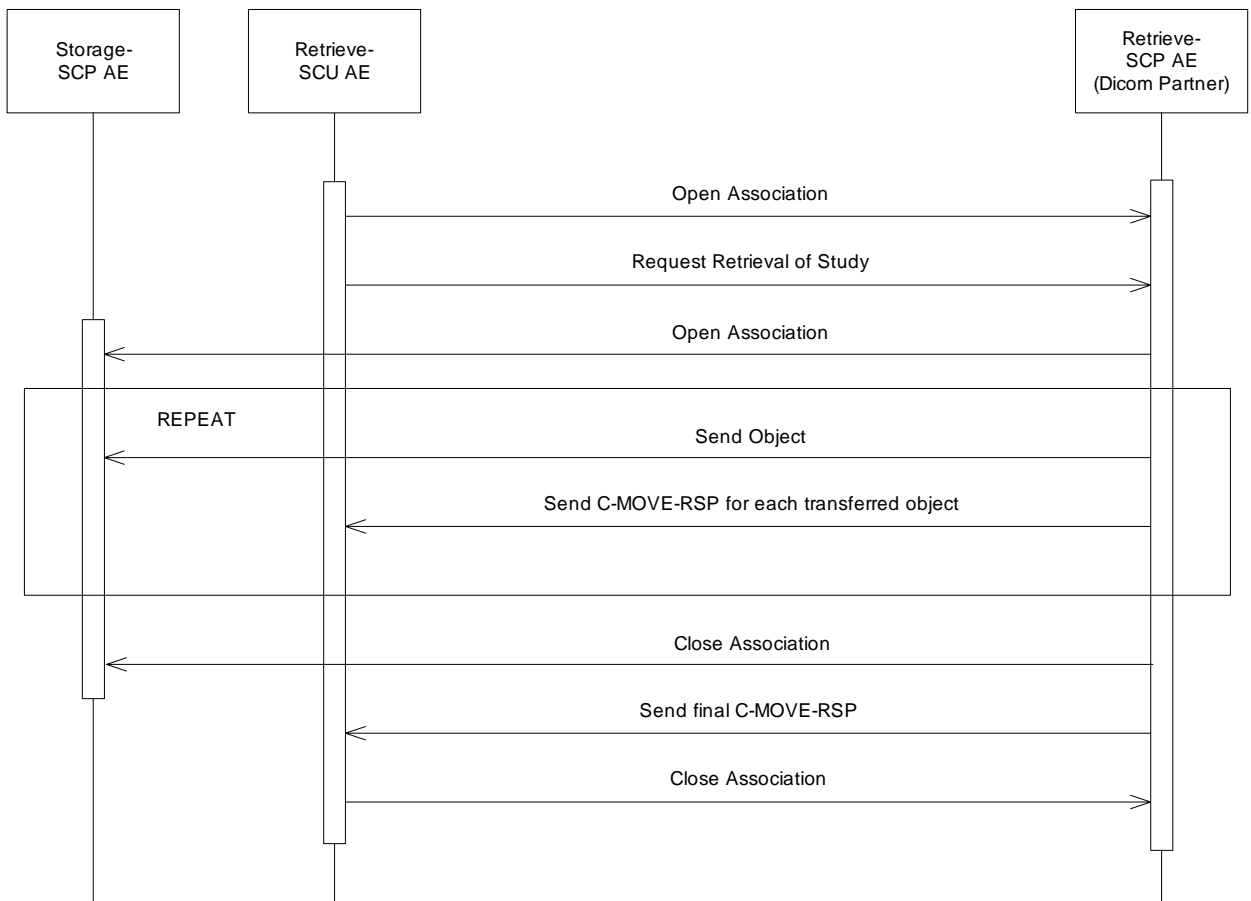 Storage-
SCP AE
Retrieve-
SCU AE
Retrieve-
SCP AE
(Dicom Partner)
Open Association
Request Retrieval of Study
Open Association
REPEAT
Send Object
Send C-MOVE-RSP for each transferred object
Close Association
Send final C-MOVE-RSP
Close Association